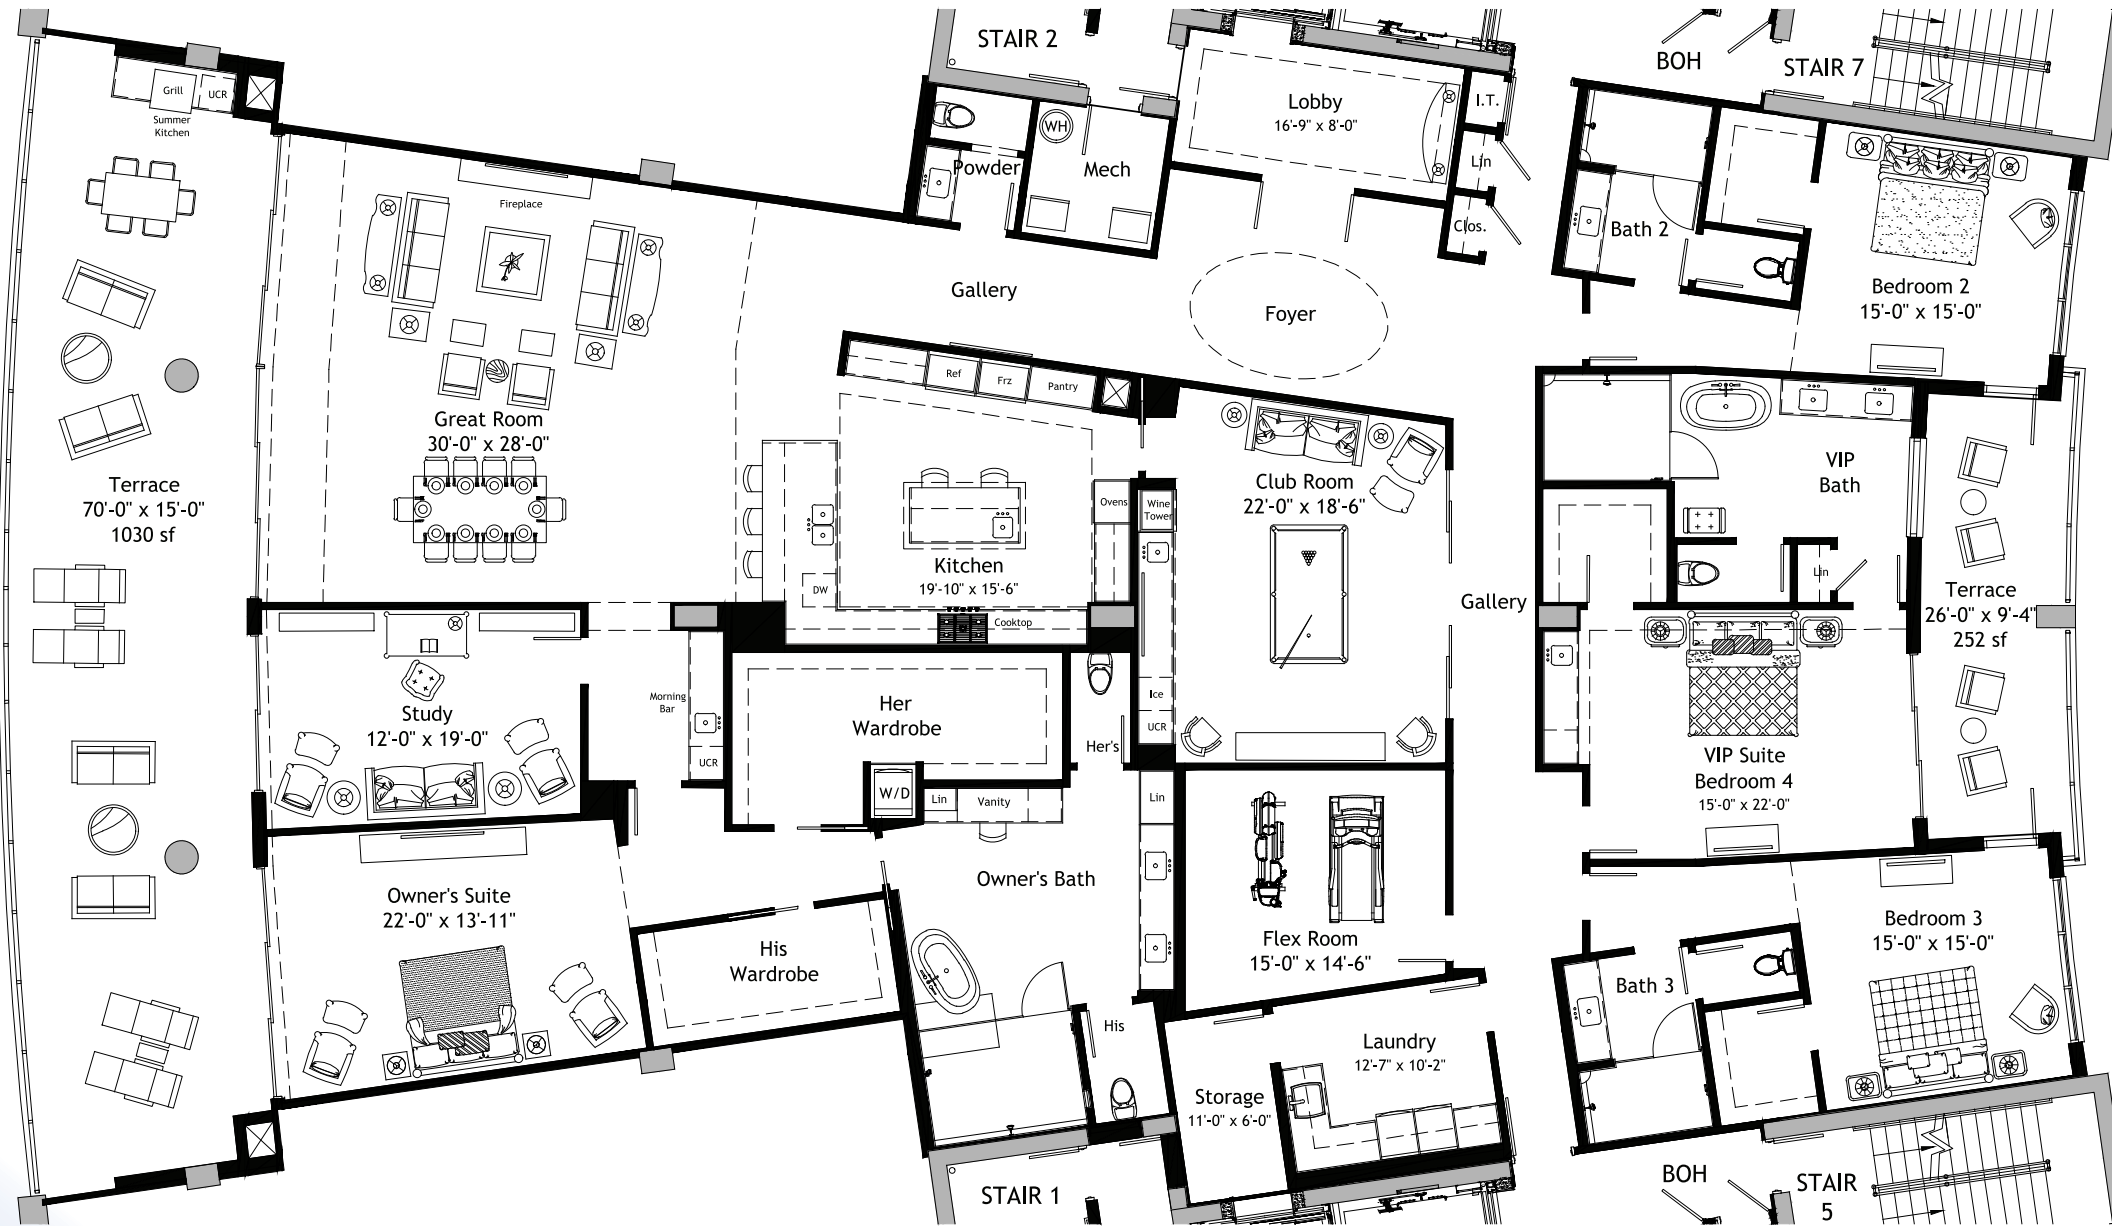 STAIR 2
BOH
STAIR 7
Grill
UCR
Summer
Kitchen
Lobby
16'-9" x 8'-0"
I.T.
WH
Powder
Mech
Lin
Fireplace
Clos.
Bath 2
Gallery
Foyer
Bedroom 2
15'-0" x 15'-0"
Ref
Frz
Pantry
Great Room
30'-0" x 28'-0"
Terrace
70'-0" x 15'-0"
1030 sf
Club Room
22'-0" x 18'-6"
VIP
Bath
Ovens
Wine
Tower
Kitchen
19'-10" x 15'-6"
DW
Cooktop
Lin
Gallery
Terrace
26'-0" x 9'-4"
252 sf
Study
12'-0" x 19'-0"
Morning
Bar
UCR
Her
Wardrobe
Her's
Ice
UCR
VIP Suite
Bedroom 4
15'-0" x 22'-0"
W/D
Lin
Vanity
Lin
Owner's Suite
22'-0" x 13'-11"
Owner's Bath
His
Wardrobe
Flex Room
15'-0" x 14'-6"
Bedroom 3
15'-0" x 15'-0"
Bath 3
His
Laundry
12'-7" x 10'-2"
Storage
11'-0" x 6'-0"
STAIR 1
BOH
STAIR
5